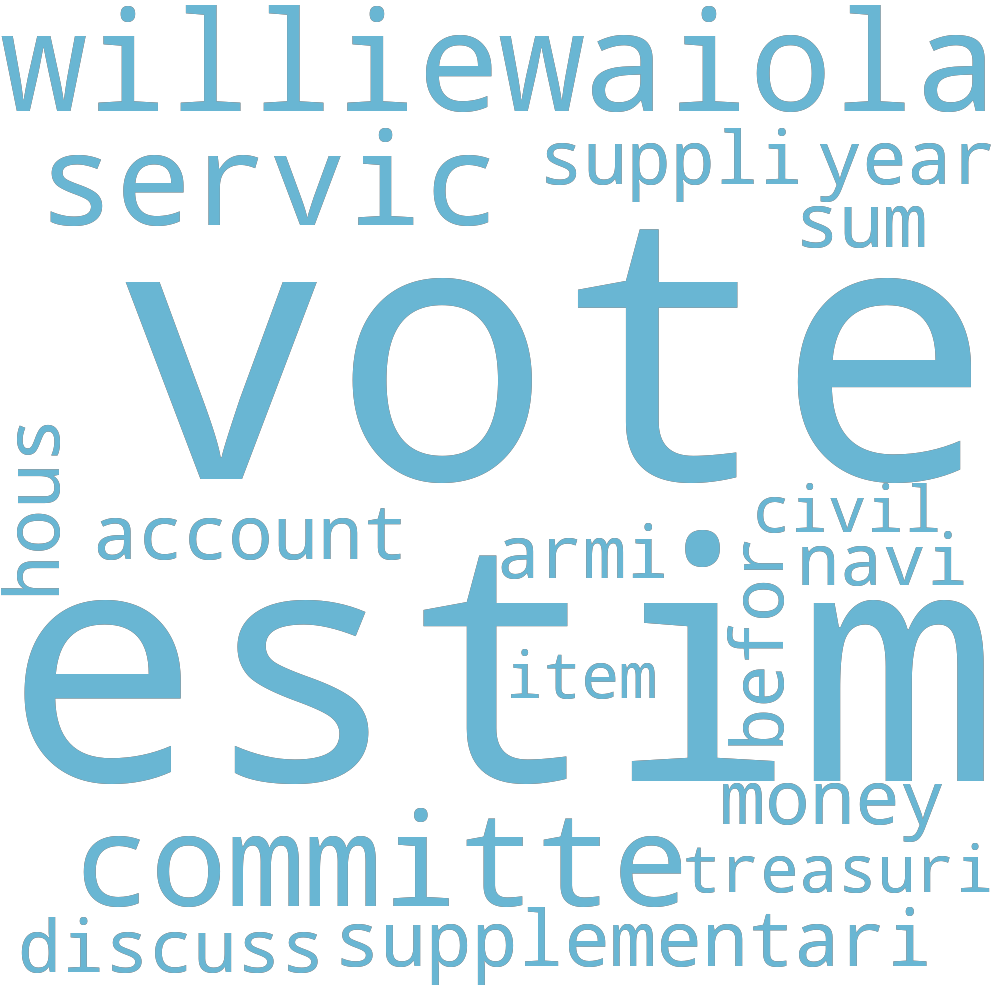 williewaiola
servic
suppli year
sum
vote
hous
account
armi
civil
navi
befor
estim
item
money
committe
treasuri
discuss
supplementari